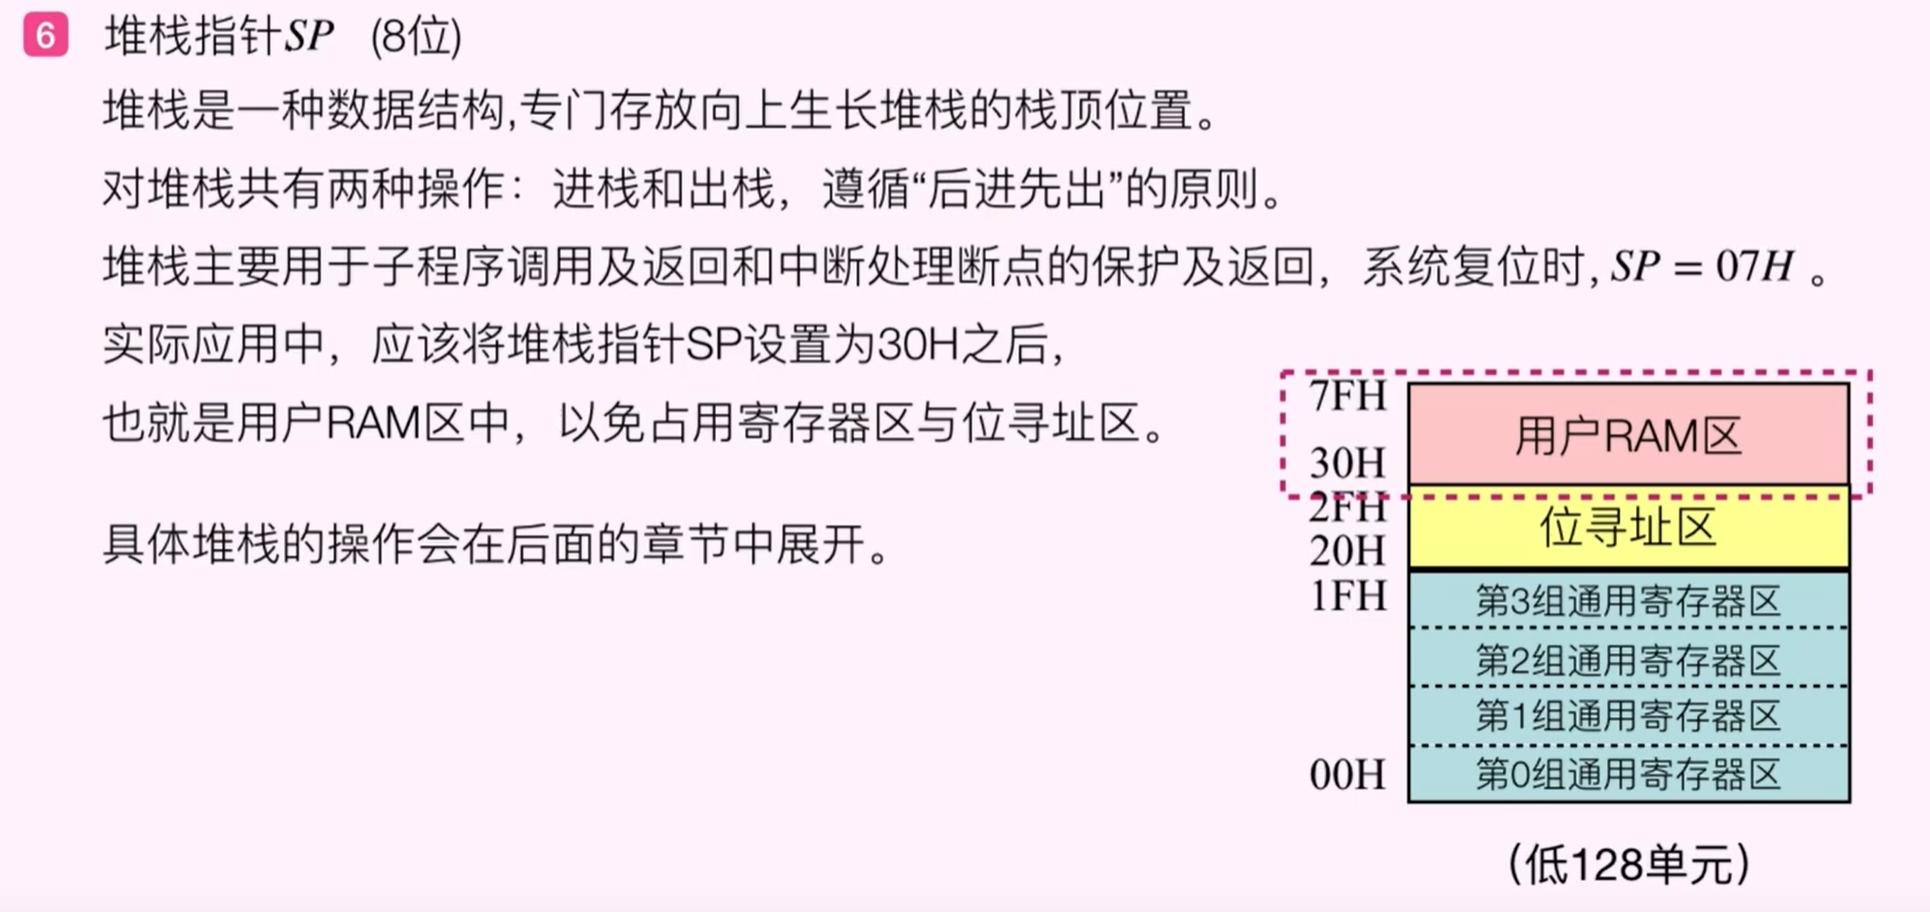 6 堆栈指针SP (8位)
堆栈是一种数据结构,专门存放向上生长堆栈的栈顶位置。
对堆栈共有两种操作：进栈和出栈，遵循“后进先出”的原则。
堆栈主要用于子程序调用及返回和中断处理断点的保护及返回，系统复位时, SP = 07H 。
实际应用中，应该将堆栈指针SP设置为30H之后，
也就是用户RAM区中，以免占用寄存器区与位寻址区。
具体堆栈的操作会在后面的章节中展开。
7FH
用户RAM区
30H
2FH
位寻址区
20H
1FH
第3组通用寄存器区
第2组通用寄存器区
第1组通用寄存器区
00H 第0组通用寄存器区
（低128单元）